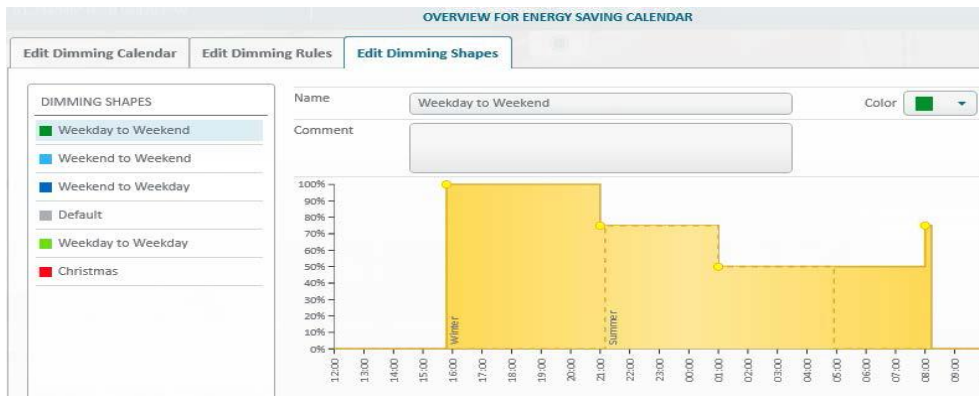 OVERVIEW FOR ENERGY SAVING CALENDAR
Edit Dimming Calendar Edit Dimming Rules Edit Dimming Shapes
DIMMING SHAPES
Weekday to Weekend
Weekend to Weekend
Weekend to Weekday
Default
Weekday to Weekday
Christmas
Name Weekday to Weekend Color
Comment
100%
90%
80%
70%
60%
50%
40%
30%
20%
10%
0%
Winter
Summer
12:00 13:00 14:00 15:00 16:00 17:00 18:00 19:00 20:00 21:00 22:00 23:00 00:00 01:00 02:00 03:00 04:00 05:00 06:00 07:00 08:00 09:00